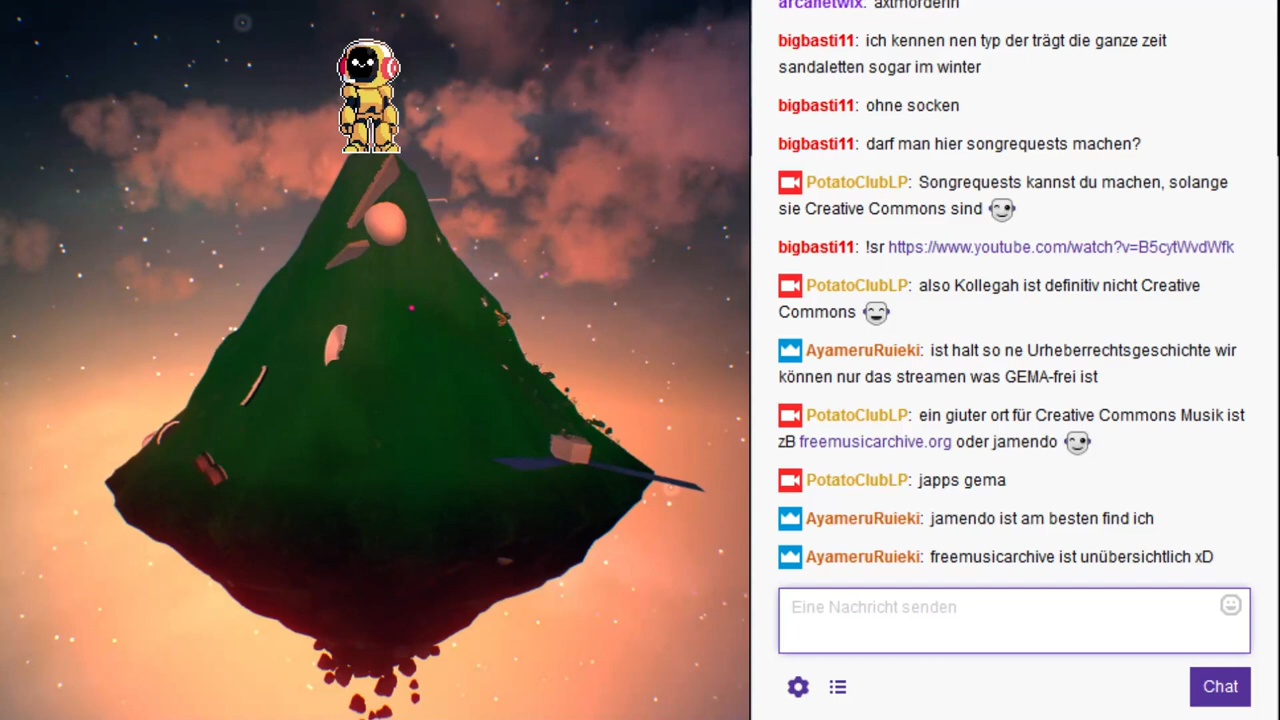 arcanetwix: axtmörderin
bigbasti11: ich kennen nen typ der trägt die ganze zeit
sandaletten sogar im winter
bigbasti11: ohne socken
bigbasti11: darf man hier songrequests machen?
PotatoClubLP: Songrequests kannst du machen, solange
sie Creative Commons sind
bigbasti11: !sr https://www.youtube.com/watch?v=B5cytWvdWfk
PotatoClubLP: also Kollegah ist definitiv nicht Creative
Commons
AyameruRuieki: ist halt so ne Urheberrechtsgeschichte wir
können nur das streamen was GEMA-frei ist
PotatoClubLP: ein giuter ort für Creative Commons Musik ist
zB freemusicarchive.org oder jamendo
PotatoClubLP: japps gema
AyameruRuieki: jamendo ist am besten find ich
AyameruRuieki: freemusicarchive ist unübersichtlich xD
Eine Nachricht senden
Chat